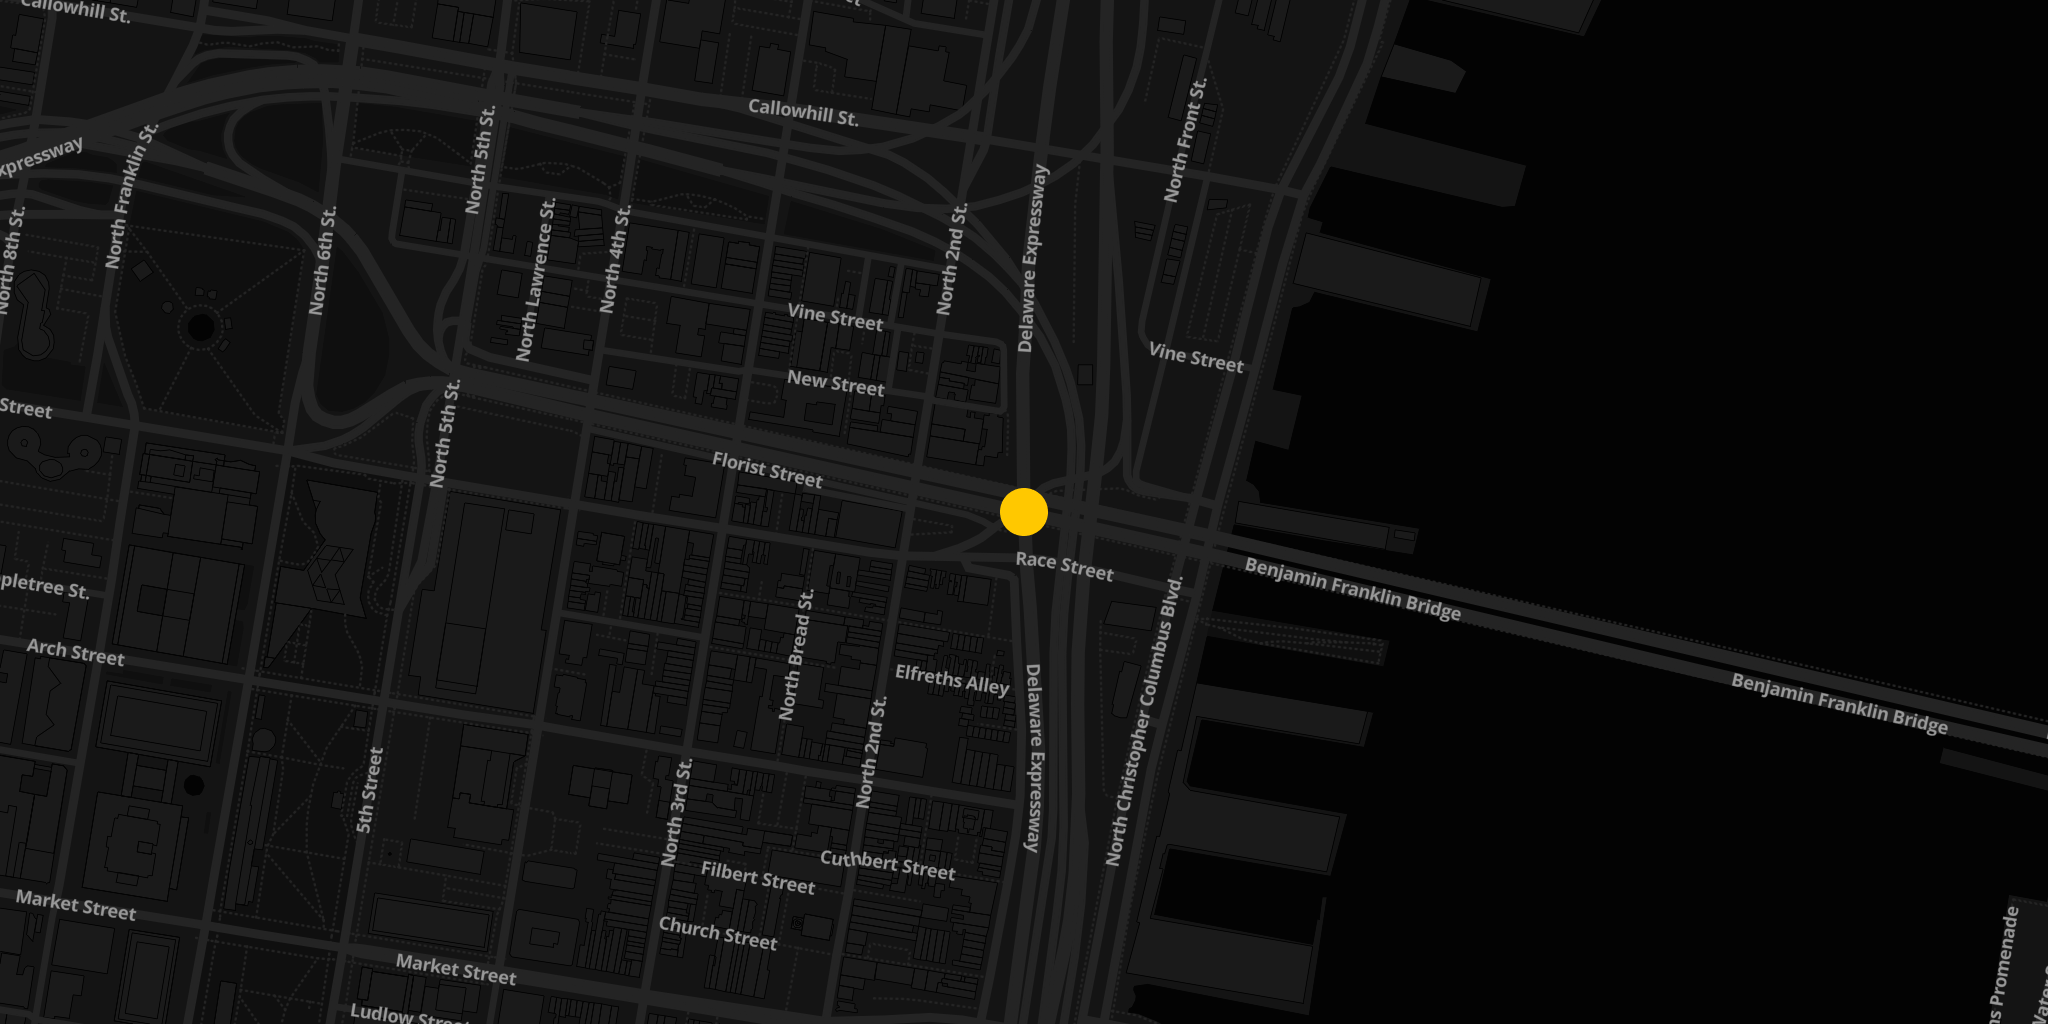 Callowhill St.
Callowhill St.
Expressway
North Franklin St.
North 5th St.
North Front St.
North 8th St.
North 6th St.
North Lawrence St.
North 4th St.
North 2nd St.
Delaware Expressway
Vine Street
Vine Street
New Street
Street
North 5th St.
Florist Street
Race Street
Benjamin Franklin Bridge
Benjamin Franklin Bridge
ppletree St.
Arch Street
North Bread St.
Elfreths Alley
North Christopher Columbus Blvd.
Delaware Expressway
North 2nd St.
5th Street
North 3rd St.
Cuthbert Street
Filbert Street
Church Street
Market Street
Market Street
Ludlow Street
ns Promenade